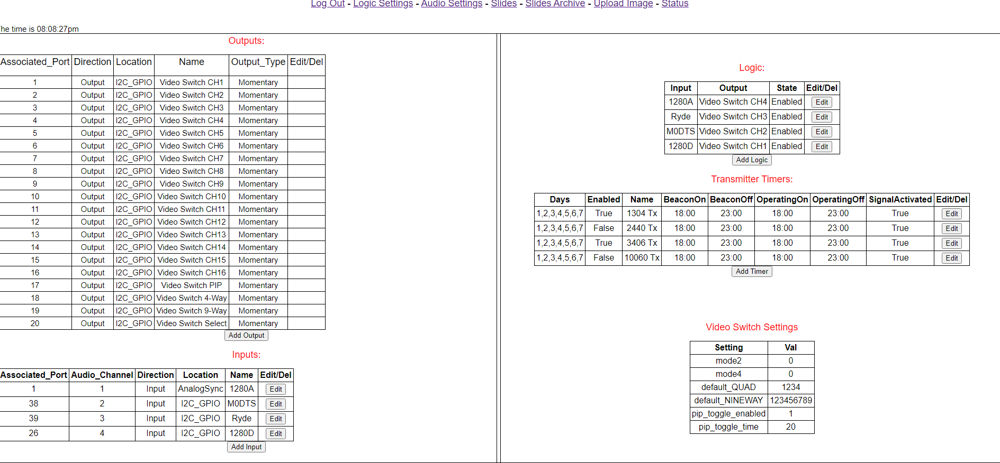 Log Out - Logic Settings - Audio Settings - Slides - Slides Archive - Upload Image - Status
he time is 08:08:27pm
Outputs:
Associated_Port Direction Location Name Output_Type Edit/Del
1 Output I2C_GPIO Video Switch CH1 Momentary
2 Output I2C_GPIO Video Switch CH2 Momentary
3 Output I2C_GPIO Video Switch CH3 Momentary
4 Output I2C_GPIO Video Switch CH4 Momentary
5 Output I2C_GPIO Video Switch CH5 Momentary
6 Output I2C_GPIO Video Switch CH6 Momentary
7 Output I2C_GPIO Video Switch CH7 Momentary
8 Output I2C_GPIO Video Switch CH8 Momentary
9 Output I2C_GPIO Video Switch CH9 Momentary
10 Output I2C_GPIO Video Switch CH10 Momentary
11 Output I2C_GPIO Video Switch CH11 Momentary
12 Output I2C_GPIO Video Switch CH12 Momentary
13 Output I2C_GPIO Video Switch CH13 Momentary
14 Output I2C_GPIO Video Switch CH14 Momentary
15 Output I2C_GPIO Video Switch CH15 Momentary
16 Output I2C_GPIO Video Switch CH16 Momentary
17 Output I2C_GPIO Video Switch PIP Momentary
18 Output I2C_GPIO Video Switch 4-Way Momentary
19 Output I2C_GPIO Video Switch 9-Way Momentary
20 Output I2C_GPIO Video Switch Select Momentary
Add Output
Inputs:
Associated_Port Audio_Channel Direction Location Name Edit/Del
1 1 Input AnalogSync 1280A Edit
38 2 Input I2C_GPIO M0DTS Edit
39 3 Input I2C_GPIO Ryde Edit
26 4 Input I2C_GPIO 1280D Edit
Add Input
Logic:
Input Output State Edit/Del
1280A Video Switch CH4 Enabled Edit
Ryde Video Switch CH3 Enabled Edit
M0DTS Video Switch CH2 Enabled Edit
1280D Video Switch CH1 Enabled Edit
Add Logic
Transmitter Timers:
Days Enabled Name BeaconOn BeaconOff OperatingOn OperatingOff SignalActivated Edit/Del
1,2,3,4,5,6,7 True 1304 Tx 18:00 23:00 18:00 23:00 True Edit
1,2,3,4,5,6,7 False 2440 Tx 18:00 23:00 18:00 23:00 True Edit
1,2,3,4,5,6,7 True 3406 Tx 18:00 23:00 18:00 23:00 True Edit
1,2,3,4,5,6,7 False 10060 Tx 18:00 23:00 18:00 23:00 True Edit
Add Timer
Video Switch Settings
Setting Val
mode2 0
mode4 0
default_QUAD 1234
default_NINEWAY 123456789
pip_toggle_enabled 1
pip_toggle_time 20